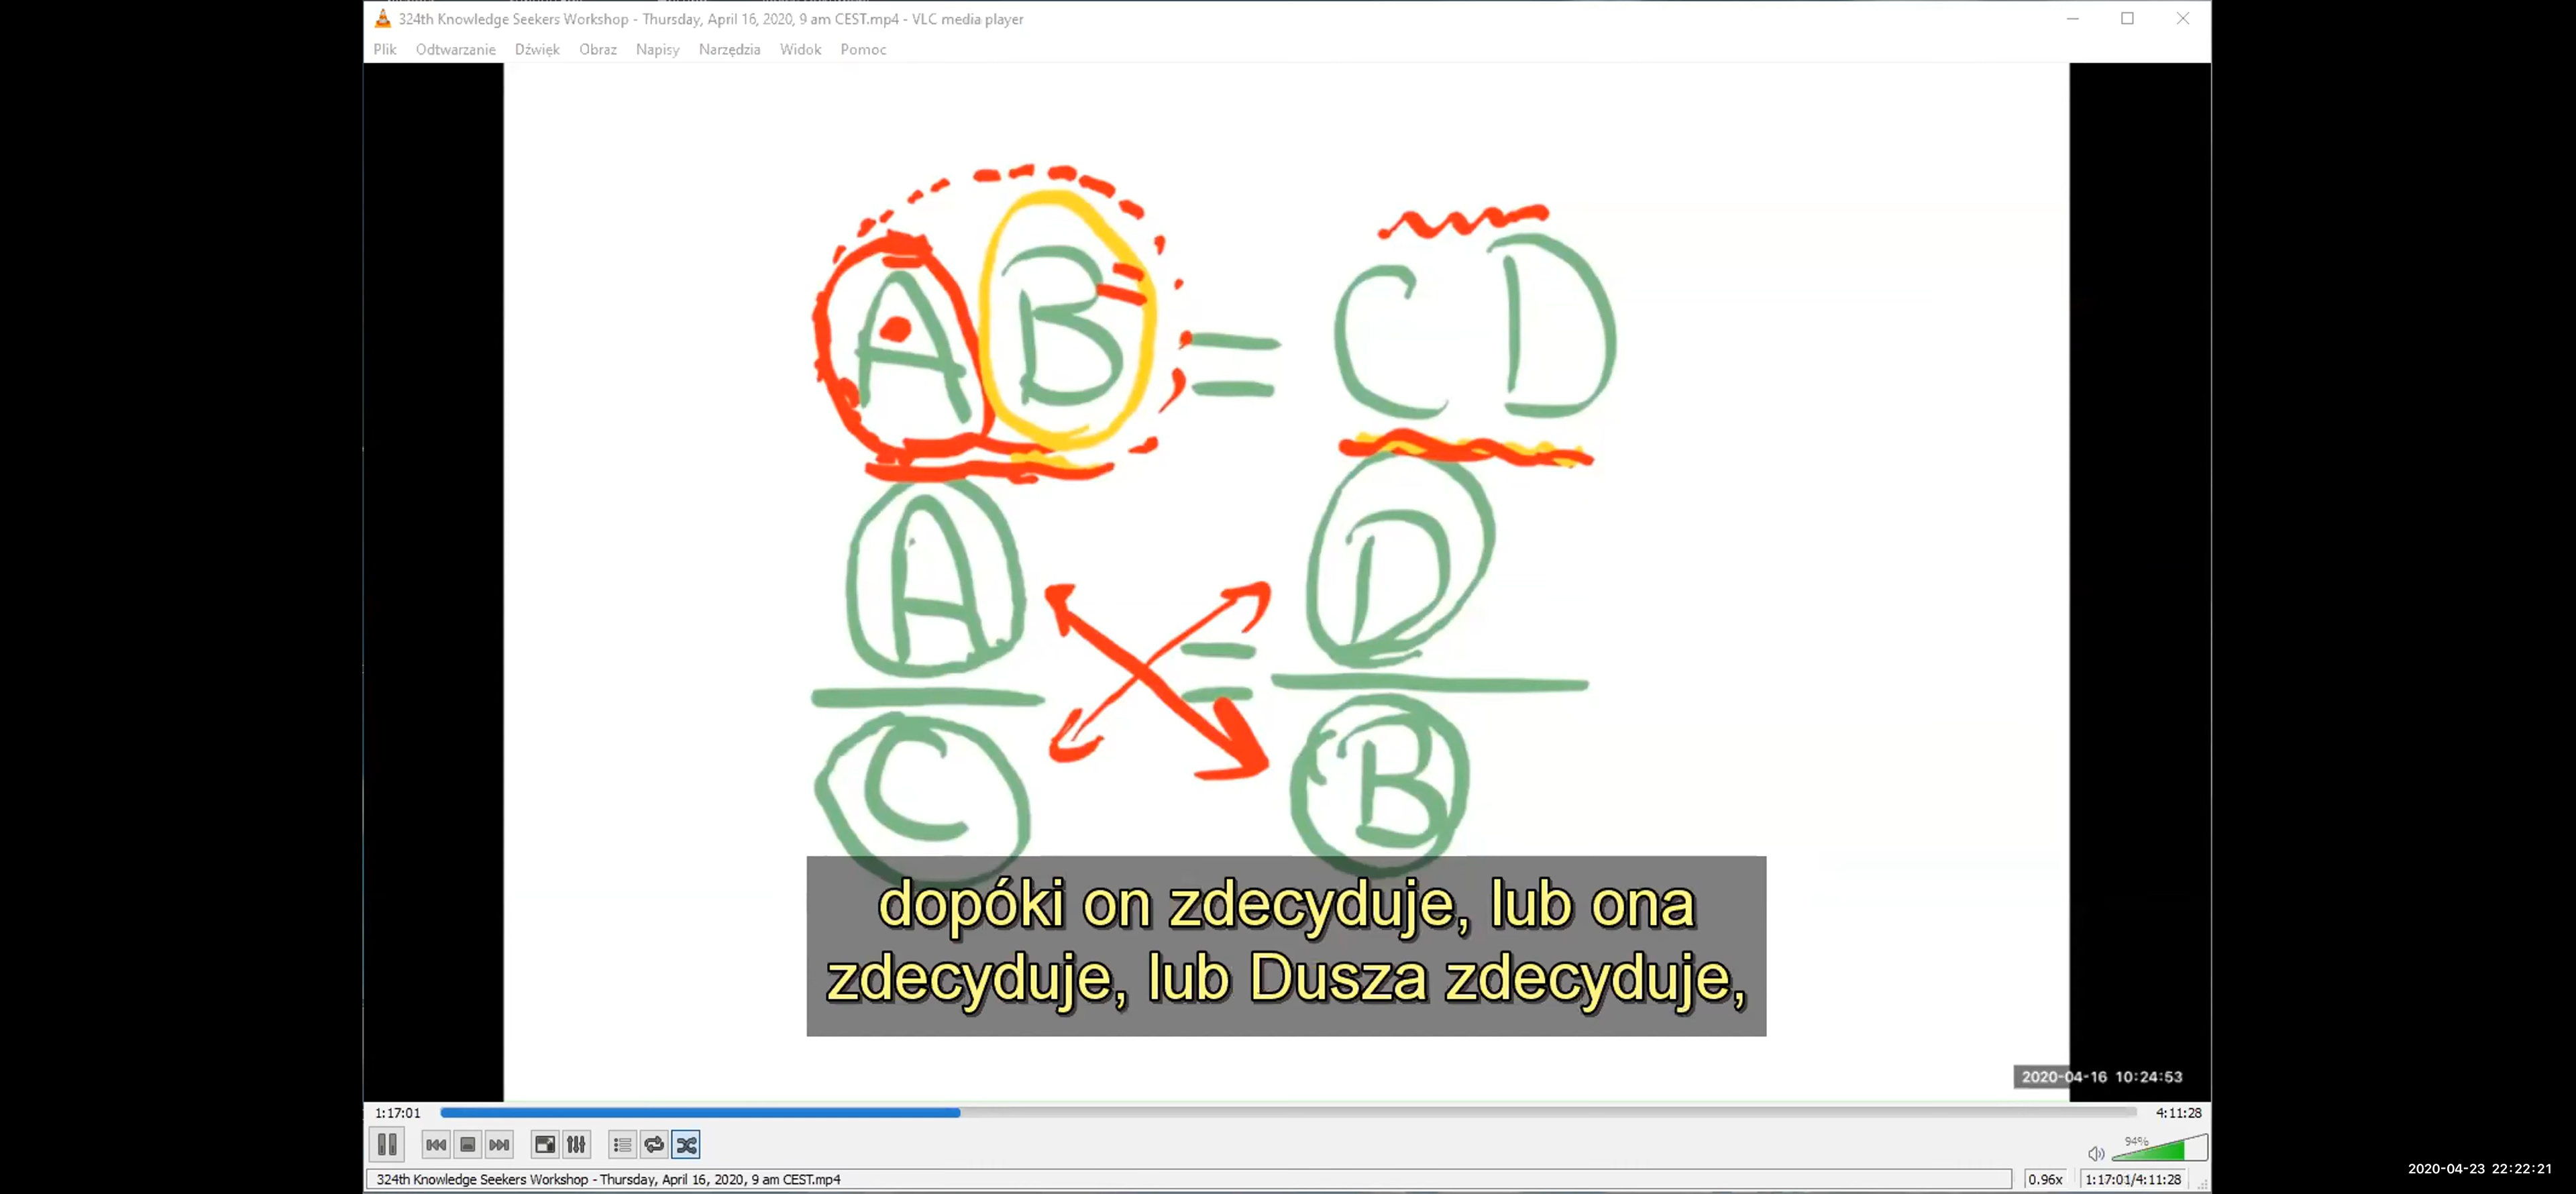 324th Knowledge Seekers Workshop - Thursday, April 16, 2020, 9 am CEST.mp4 - VLC media player
Plik Odtwarzanie Dźwięk Obraz Napisy Narzędzia Widok Pomoc
AB = CD
A = D
C B
dopóki on zdecyduje, lub ona
zdecyduje, lub Dusza zdecyduje,
2020-04-16 10:24:53
1:17:01 4:11:28
94%
324th Knowledge Seekers Workshop - Thursday, April 16, 2020, 9 am CEST.mp4 0.96x 1:17:01/4:11:28
2020-04-23 22:22:21